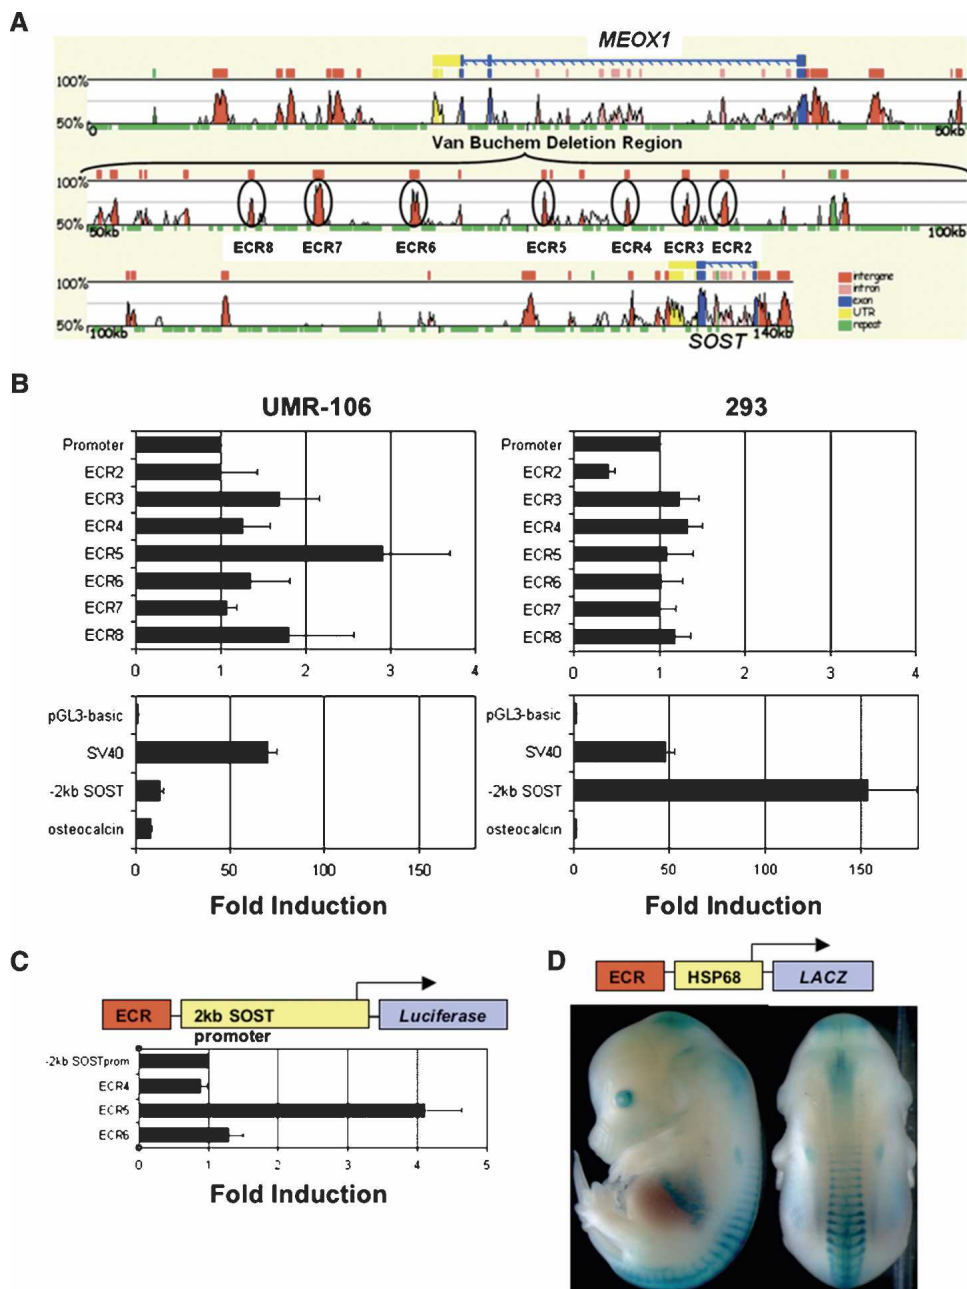 A
MEOX1
100%
50%
0
50kb
Van Buchem Deletion Region
100%
50%
50kb
100kb
ECR8 ECR7 ECR6 ECR5 ECR4 ECR3 ECR2
100%
50%
100kb
140kb
SOST
intergene
intron
exon
UTR
repeat
B
UMR-106
Promoter
ECR2
ECR3
ECR4
ECR5
ECR6
ECR7
ECR8
0 1 2 3 4
pGL3-basic
SV40
-2kb SOST
osteocalcin
0 50 100 150
Fold Induction
293
Promoter
ECR2
ECR3
ECR4
ECR5
ECR6
ECR7
ECR8
0 1 2 3 4
pGL3-basic
SV40
-2kb SOST
osteocalcin
0 50 100 150
Fold Induction
C
ECR
2kb SOST
promoter
Luciferase
-2kb SOSTprom
ECR4
ECR5
ECR6
0 1 2 3 4 5
Fold Induction
D
ECR
HSP68
LACZ